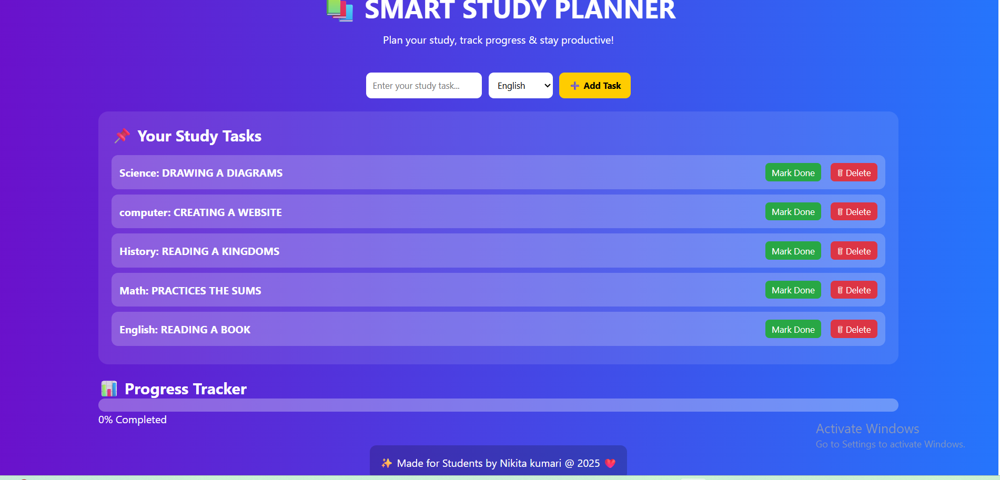 📚 SMART STUDY PLANNER
Plan your study, track progress & stay productive!
Enter your study task...
English
➕ Add Task
📌 Your Study Tasks
Science: DRAWING A DIAGRAMS
Mark Done
🗑 Delete
computer: CREATING A WEBSITE
Mark Done
🗑 Delete
History: READING A KINGDOMS
Mark Done
🗑 Delete
Math: PRACTICES THE SUMS
Mark Done
🗑 Delete
English: READING A BOOK
Mark Done
🗑 Delete
📊 Progress Tracker
0% Completed
Activate Windows
Go to Settings to activate Windows.
✨ Made for Students by Nikita kumari @ 2025 ❤️